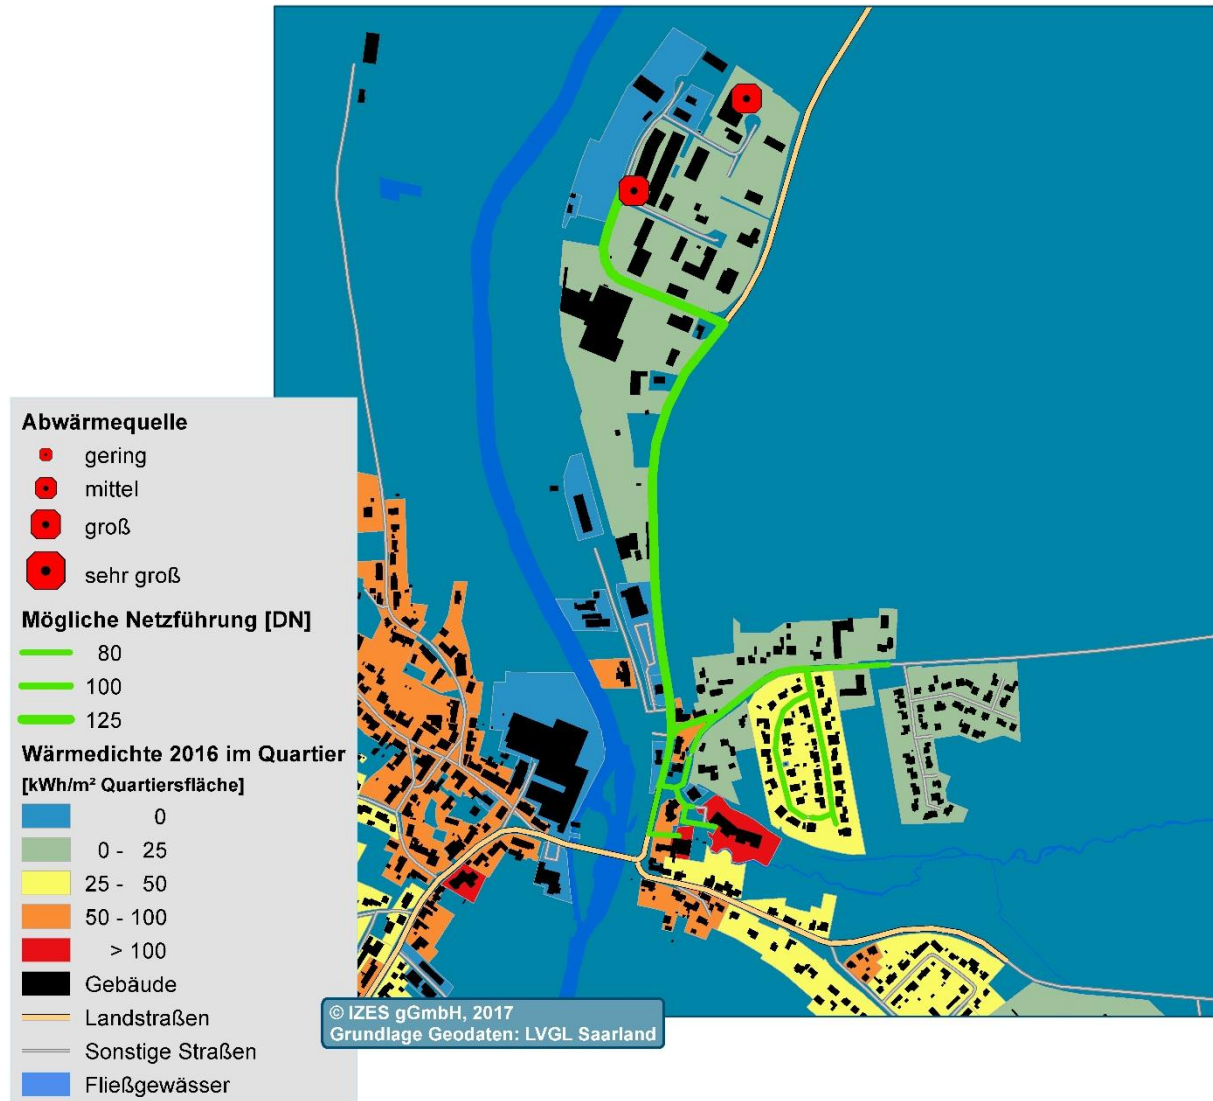 Abwärmequelle
gering
mittel
groß
sehr groß
Mögliche Netzführung [DN]
80
100
125
Wärmedichte 2016 im Quartier
[kWh/m² Quartiersfläche]
0
0 - 25
25 - 50
50 - 100
> 100
Gebäude
Landstraßen
Sonstige Straßen
Fließgewässer
© IZES gGmbH, 2017
Grundlage Geodaten: LVGL Saarland